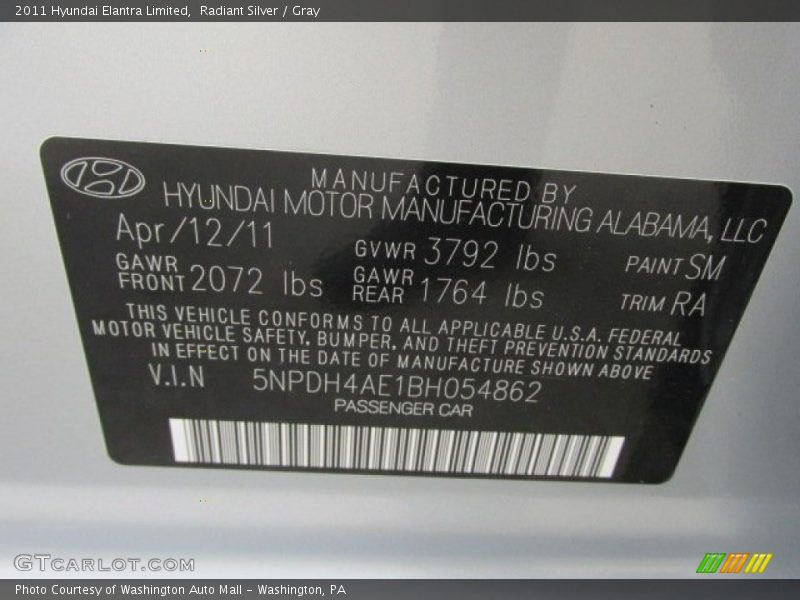 2011 Hyundai Elantra Limited,  Radiant Silver / Gray
MANUFACTURED BY
HYUNDAI MOTOR MANUFACTURING ALABAMA, LLC
Apr/12/11
GVWR 3792 lbs
PAINT SM
GAWR FRONT 2072 lbs
GAWR REAR 1764 lbs
TRIM RA
THIS VEHICLE CONFORMS TO ALL APPLICABLE U.S.A. FEDERAL
MOTOR VEHICLE SAFETY, BUMPER, AND THEFT PREVENTION STANDARDS
IN EFFECT ON THE DATE OF MANUFACTURE SHOWN ABOVE
V.I.N 5NPDH4AE1BH054862
PASSENGER CAR
GTCARLOT.COM
Photo Courtesy of Washington Auto Mall - Washington, PA